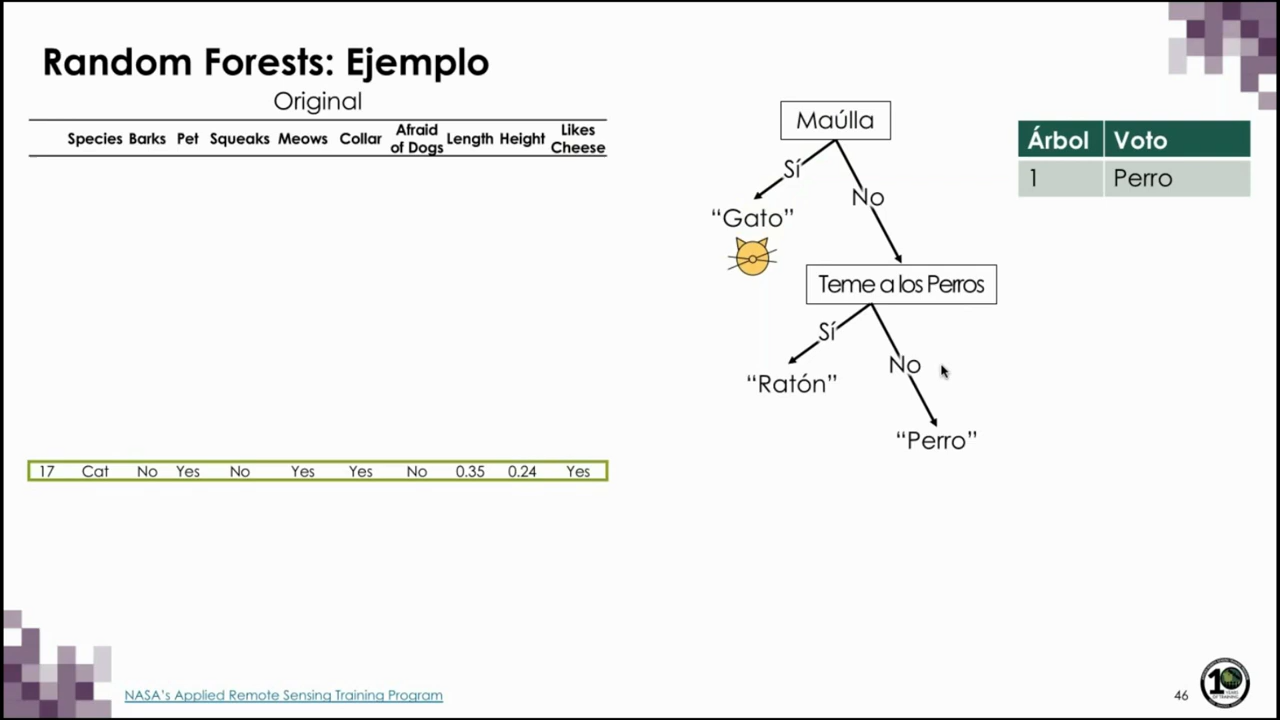 Random Forests: Ejemplo
Original
Species Barks Pet Squeaks Meows Collar Afraid of Dogs Length Height Likes Cheese
17 Cat No Yes No Yes Yes No 0.35 0.24 Yes
Maúlla
Sí
No
“Gato”
Teme a los Perros
Sí
No
“Ratón”
“Perro”
Árbol Voto
1 Perro
NASA's Applied Remote Sensing Training Program
46